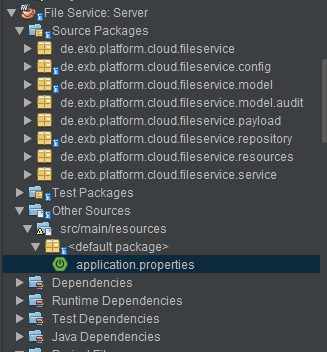 File Service: Server
Source Packages
de.exb.platform.cloud.fileservice
de.exb.platform.cloud.fileservice.config
de.exb.platform.cloud.fileservice.model
de.exb.platform.cloud.fileservice.model.audit
de.exb.platform.cloud.fileservice.payload
de.exb.platform.cloud.fileservice.repository
de.exb.platform.cloud.fileservice.resources
de.exb.platform.cloud.fileservice.service
Test Packages
Other Sources
src/main/resources
<default package>
application.properties
Dependencies
Runtime Dependencies
Test Dependencies
Java Dependencies